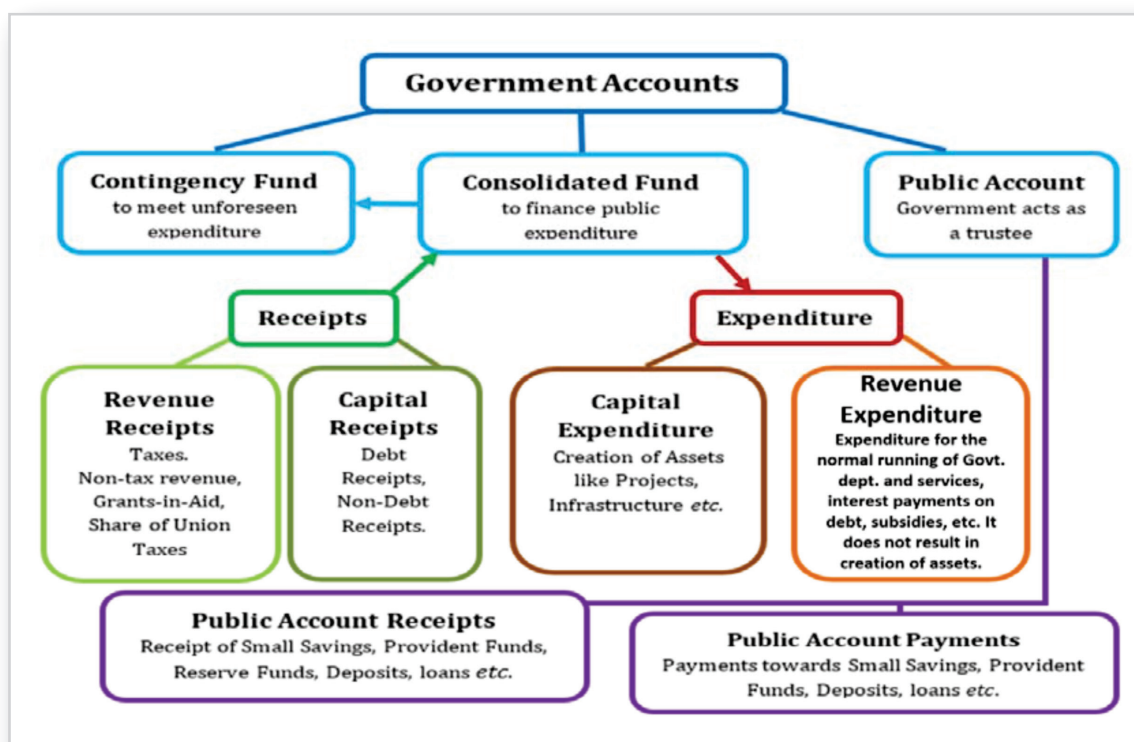 Government Accounts
Contingency Fund
to meet unforeseen
expenditure
Consolidated Fund
to finance public
expenditure
Public Account
Government acts as
a trustee
Receipts
Expenditure
Revenue
Receipts
Taxes.
Non-tax revenue,
Grants-in-Aid,
Share of Union
Taxes
Capital
Receipts
Debt
Receipts,
Non-Debt
Receipts.
Capital
Expenditure
Creation of Assets
like Projects,
Infrastructure etc.
Revenue
Expenditure
Expenditure for the
normal running of Govt.
dept. and services,
interest payments on
debt, subsidies, etc. It
does not result in
creation of assets.
Public Account Receipts
Receipt of Small Savings, Provident Funds,
Reserve Funds, Deposits, loans etc.
Public Account Payments
Payments towards Small Savings, Provident
Funds, Deposits, loans etc.